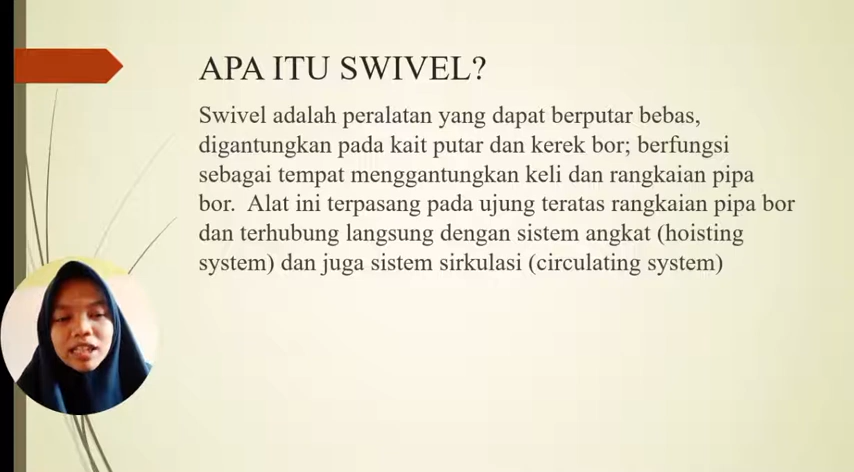 APA ITU SWIVEL?
Swivel adalah peralatan yang dapat berputar bebas,
digantungkan pada kait putar dan kerek bor; berfungsi
sebagai tempat menggantungkan keli dan rangkaian pipa
bor.  Alat ini terpasang pada ujung teratas rangkaian pipa bor
dan terhubung langsung dengan sistem angkat (hoisting
system) dan juga sistem sirkulasi (circulating system)